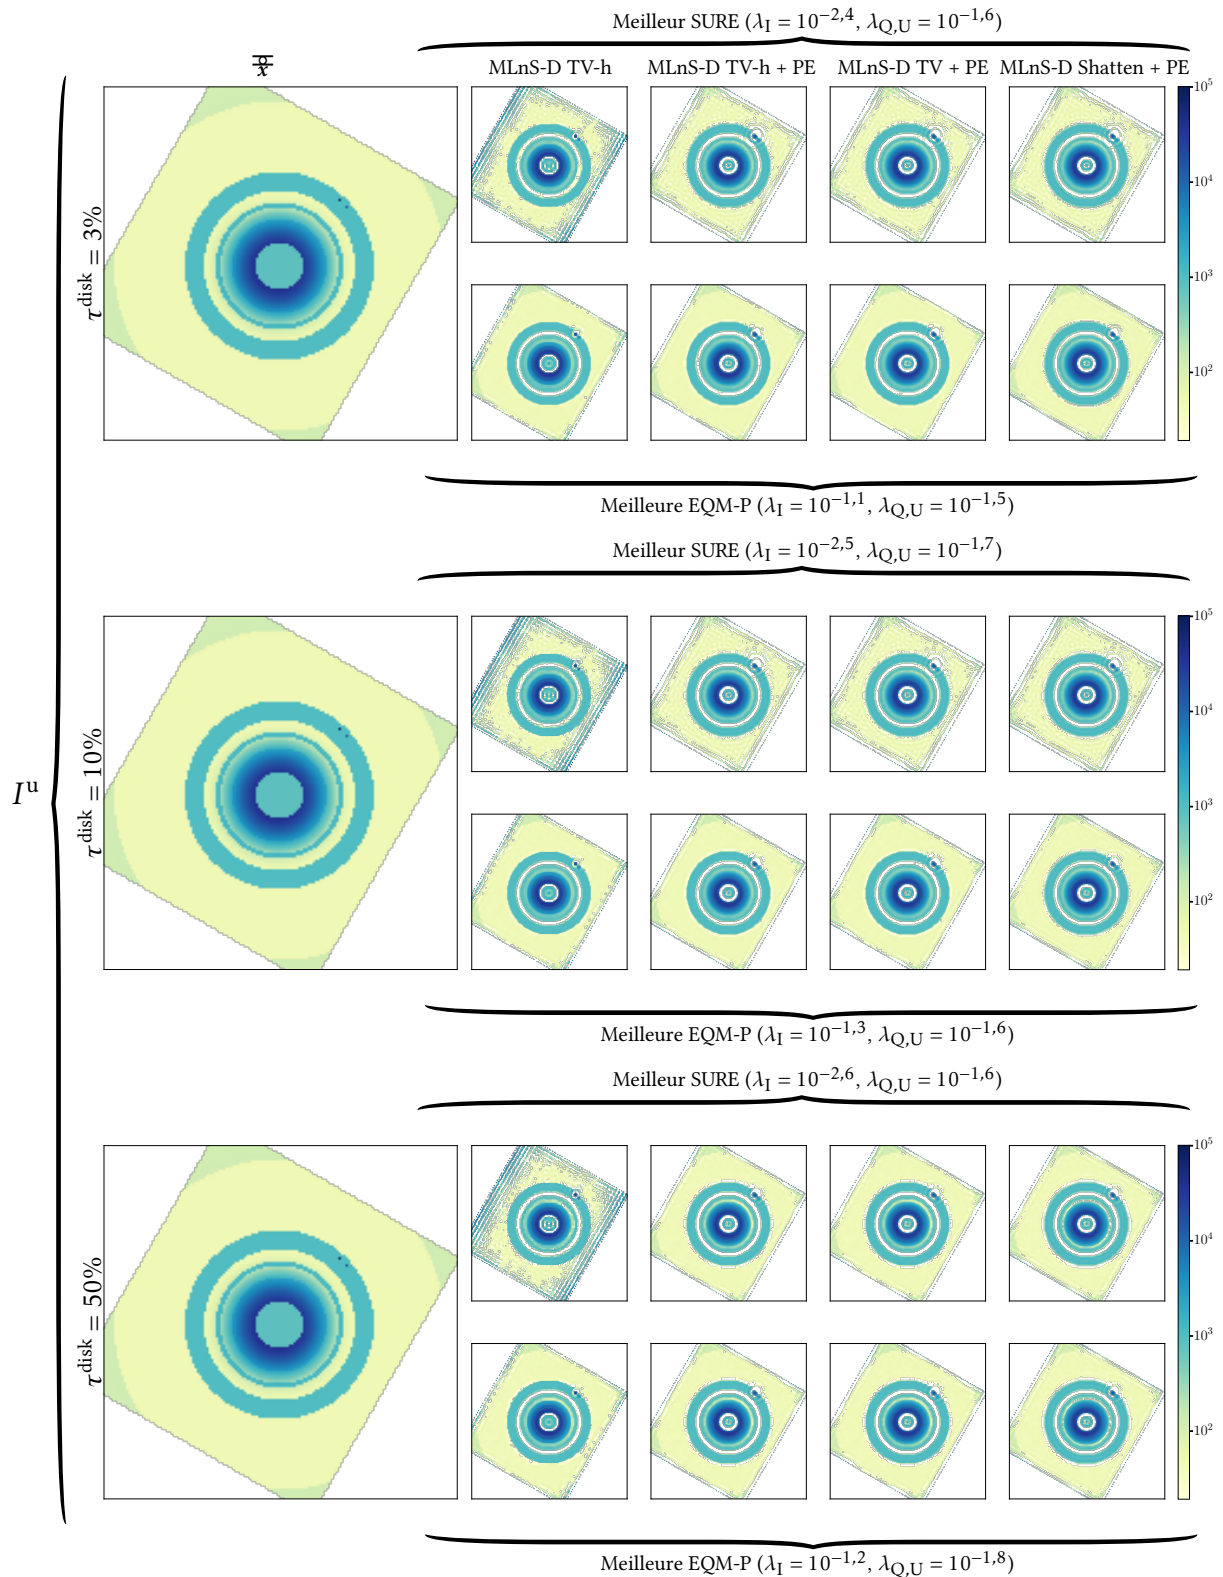 Meilleur SURE (λ_I = 10^{−2,4}, λ_{Q,U} = 10^{−1,6})
MLnS-D TV-h MLnS-D TV-h + PE MLnS-D TV + PE MLnS-D Shatten + PE
τ^{disk} = 3%
10^5
10^4
10^3
10^2
Meilleure EQM-P (λ_I = 10^{−1,1}, λ_{Q,U} = 10^{−1,5})
Meilleur SURE (λ_I = 10^{−2,5}, λ_{Q,U} = 10^{−1,7})
I^u
τ^{disk} = 10%
10^5
10^4
10^3
10^2
Meilleure EQM-P (λ_I = 10^{−1,3}, λ_{Q,U} = 10^{−1,6})
Meilleur SURE (λ_I = 10^{−2,6}, λ_{Q,U} = 10^{−1,6})
τ^{disk} = 50%
10^5
10^4
10^3
10^2
Meilleure EQM-P (λ_I = 10^{−1,2}, λ_{Q,U} = 10^{−1,8})